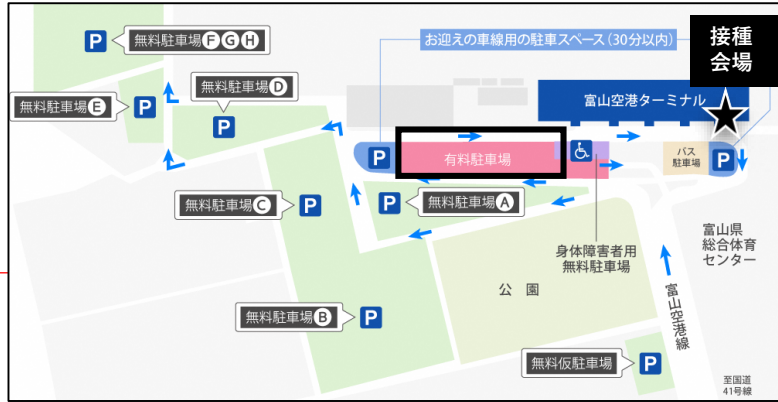 無料駐車場ⒻⒼⒽ
お迎えの車線用の駐車スペース(30分以内)
接種
会場
無料駐車場Ⓓ
無料駐車場Ⓔ
富山空港ターミナル
有料駐車場
バス
駐車場
無料駐車場Ⓒ
無料駐車場Ⓐ
身体障害者用
無料駐車場
富山県
総合体育
センター
公園
富山空港線
無料駐車場Ⓑ
無料仮駐車場
至国道
41号線
P
P
P
P
P
P
P
P
P
P